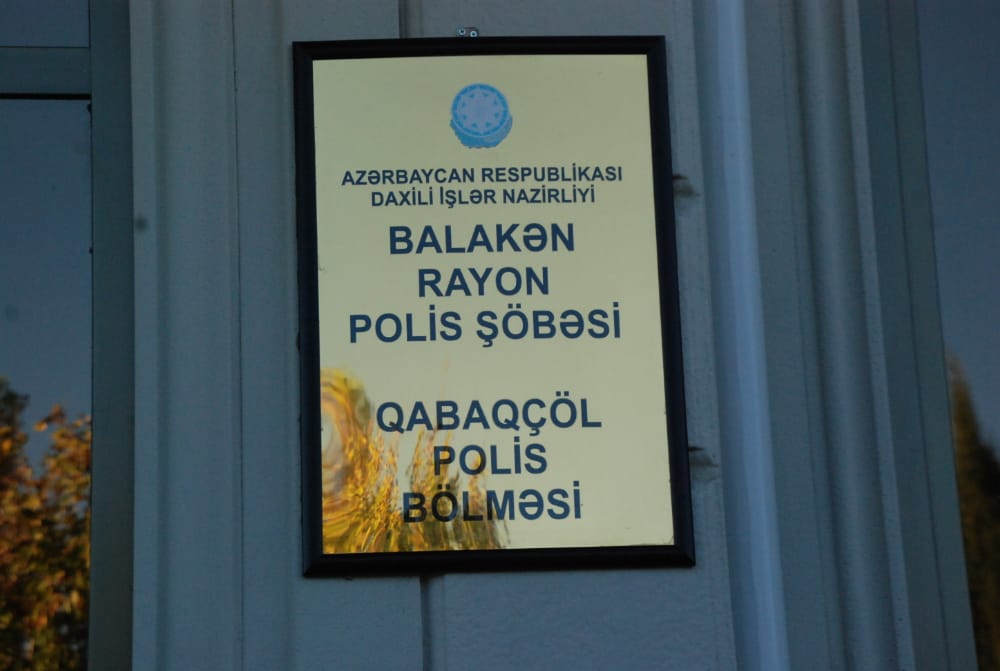 AZƏRBAYCAN RESPUBLİKASI
DAXİLİ İŞLƏR NAZİRLİYİ
BALAKƏN
RAYON
POLİS ŞÖBƏSİ
QABAQÇÖL
POLİS
BÖLMƏSİ